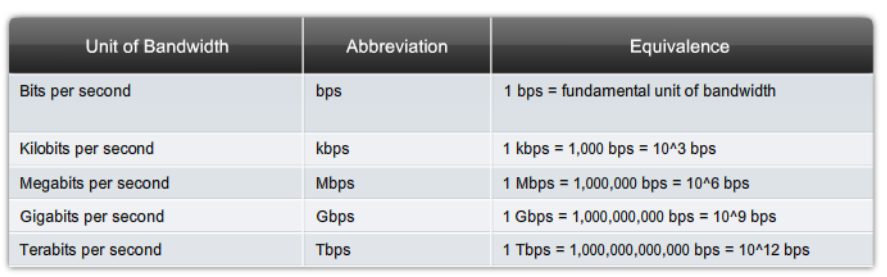 Unit of Bandwidth Abbreviation Equivalence
Bits per second bps 1 bps = fundamental unit of bandwidth
Kilobits per second kbps 1 kbps = 1,000 bps = 10^3 bps
Megabits per second Mbps 1 Mbps = 1,000,000 bps = 10^6 bps
Gigabits per second Gbps 1 Gbps = 1,000,000,000 bps = 10^9 bps
Terabits per second Tbps 1 Tbps = 1,000,000,000,000 bps = 10^12 bps